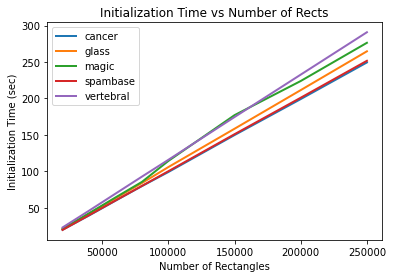 Initialization Time vs Number of Rects
cancer
glass
magic
spambase
vertebral
Initialization Time (sec)
300
250
200
150
100
50
50000 100000 150000 200000 250000
Number of Rectangles